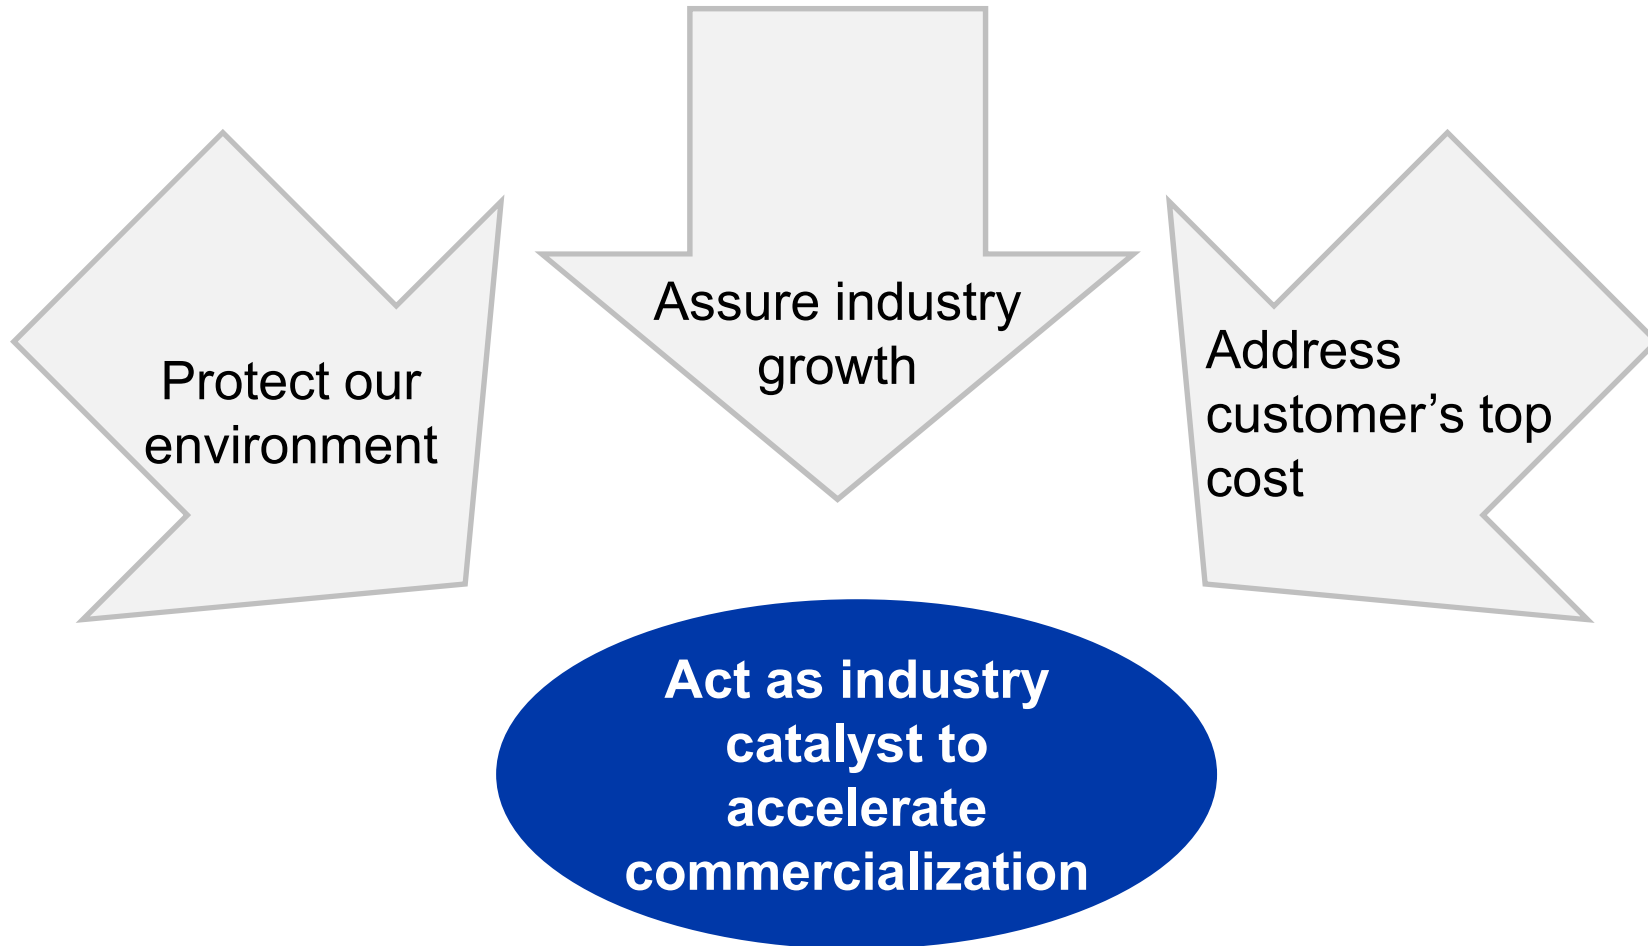 Protect our
environment
Assure industry
growth
Address
customer’s top
cost
Act as industry
catalyst to
accelerate
commercialization